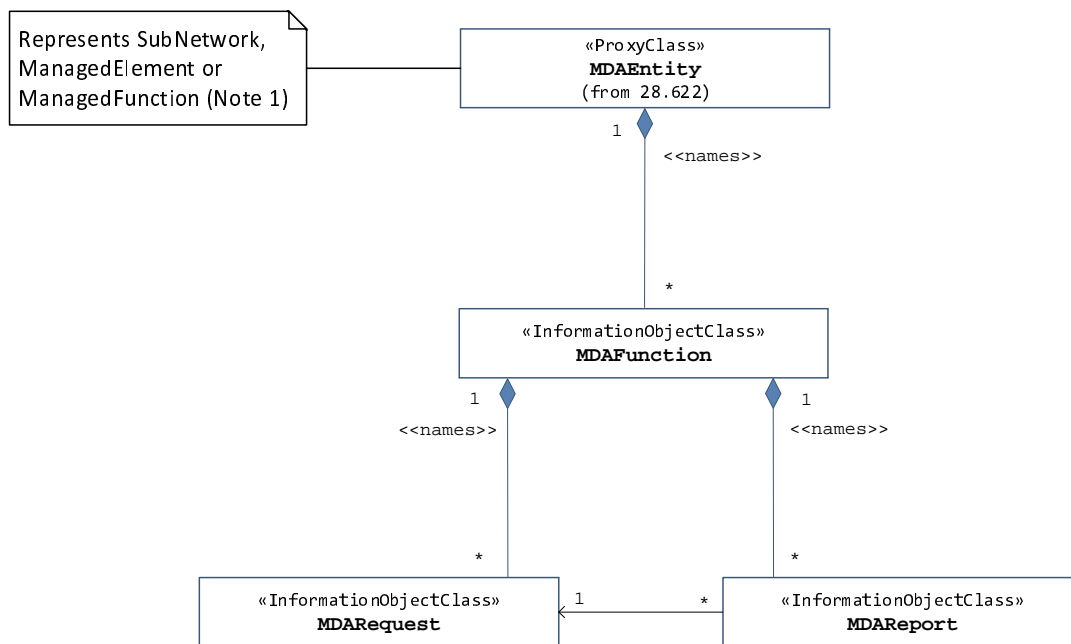 Represents SubNetwork,
ManagedElement or
ManagedFunction (Note 1)
«ProxyClass»
MDAEntity
(from 28.622)
1
<<names>>
*
«InformationObjectClass»
MDAFunction
1
<<names>>
*
1
<<names>>
*
«InformationObjectClass»
MDARequest
1
*
«InformationObjectClass»
MDAReport